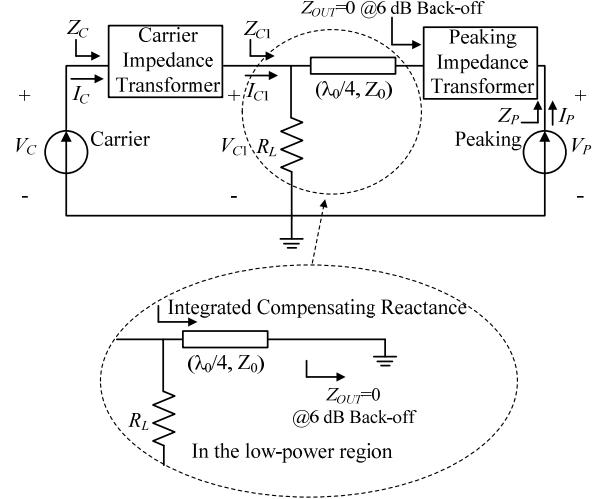 Z_OUT=0 @6 dB Back-off
Z_C
Carrier
Impedance
Transformer
Z_C1
Peaking
Impedance
Transformer
I_C
I_C1
(λ0/4, Z0)
Z_P
I_P
+
+
+
V_C
Carrier
V_C1
R_L
Peaking
V_P
-
-
-
Integrated Compensating Reactance
(λ0/4, Z0)
Z_OUT=0
@6 dB Back-off
R_L
In the low-power region